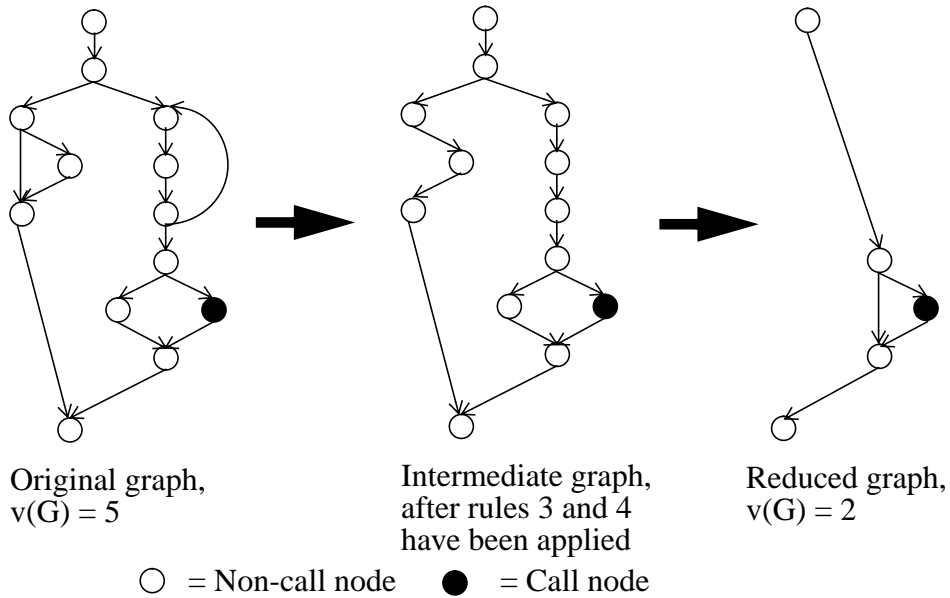 Original graph,
v(G) = 5
Intermediate graph,
after rules 3 and 4
have been applied
Reduced graph,
v(G) = 2
= Non-call node
= Call node